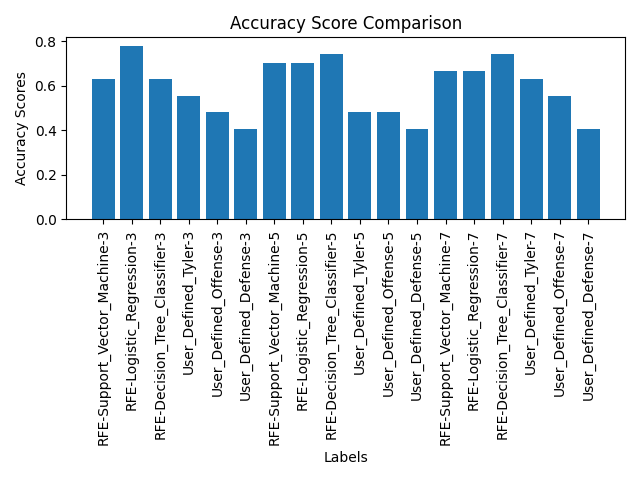 Accuracy Score Comparison
Accuracy Scores
0.8
0.6
0.4
0.2
0.0
RFE-Support_Vector_Machine-3
RFE-Logistic_Regression-3
RFE-Decision_Tree_Classifier-3
User_Defined_Tyler-3
User_Defined_Offense-3
User_Defined_Defense-3
RFE-Support_Vector_Machine-5
RFE-Logistic_Regression-5
RFE-Decision_Tree_Classifier-5
User_Defined_Tyler-5
User_Defined_Offense-5
User_Defined_Defense-5
RFE-Support_Vector_Machine-7
RFE-Logistic_Regression-7
RFE-Decision_Tree_Classifier-7
User_Defined_Tyler-7
User_Defined_Offense-7
User_Defined_Defense-7
Labels